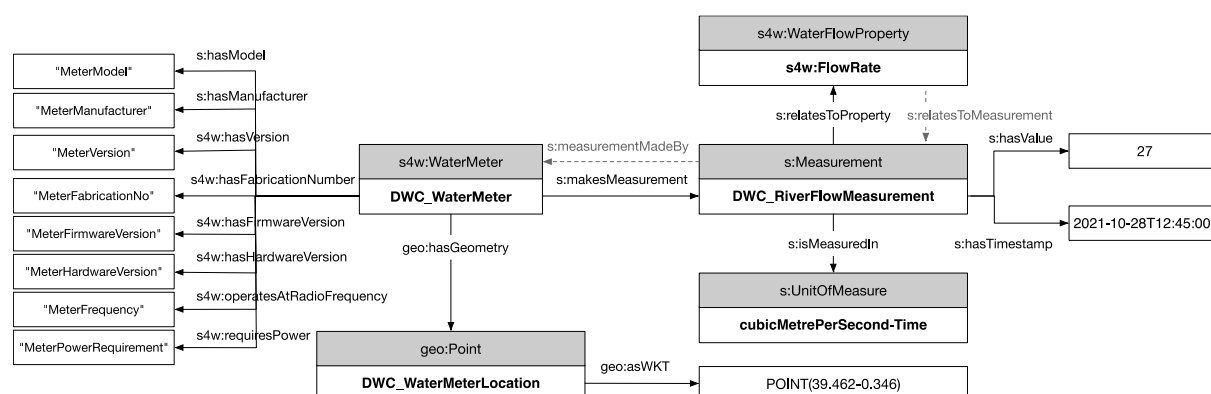 s4w:WaterFlowProperty
s4w:FlowRate
s:hasModel
"MeterModel"
s:hasManufacturer
"MeterManufacturer"
s:relatesToProperty
s:relatesToMeasurement
s4w:hasVersion
"MeterVersion"
s:measurementMadeBy
s:hasValue
s4w:WaterMeter
s:Measurement
27
s4w:hasFabricationNumber
s:makesMeasurement
"MeterFabricationNo"
DWC_WaterMeter
DWC_RiverFlowMeasurement
s4w:hasFirmwareVersion
"MeterFirmwareVersion"
2021-10-28T12:45:00
geo:hasGeometry
s:isMeasuredIn
s:hasTimestamp
s4w:hasHardwareVersion
"MeterHardwareVersion"
s:UnitOfMeasure
s4w:operatesAtRadioFrequency
"MeterFrequency"
cubicMetrePerSecond-Time
s4w:requiresPower
"MeterPowerRequirement"
geo:Point
geo:asWKT
DWC_WaterMeterLocation
POINT(39.462-0.346)